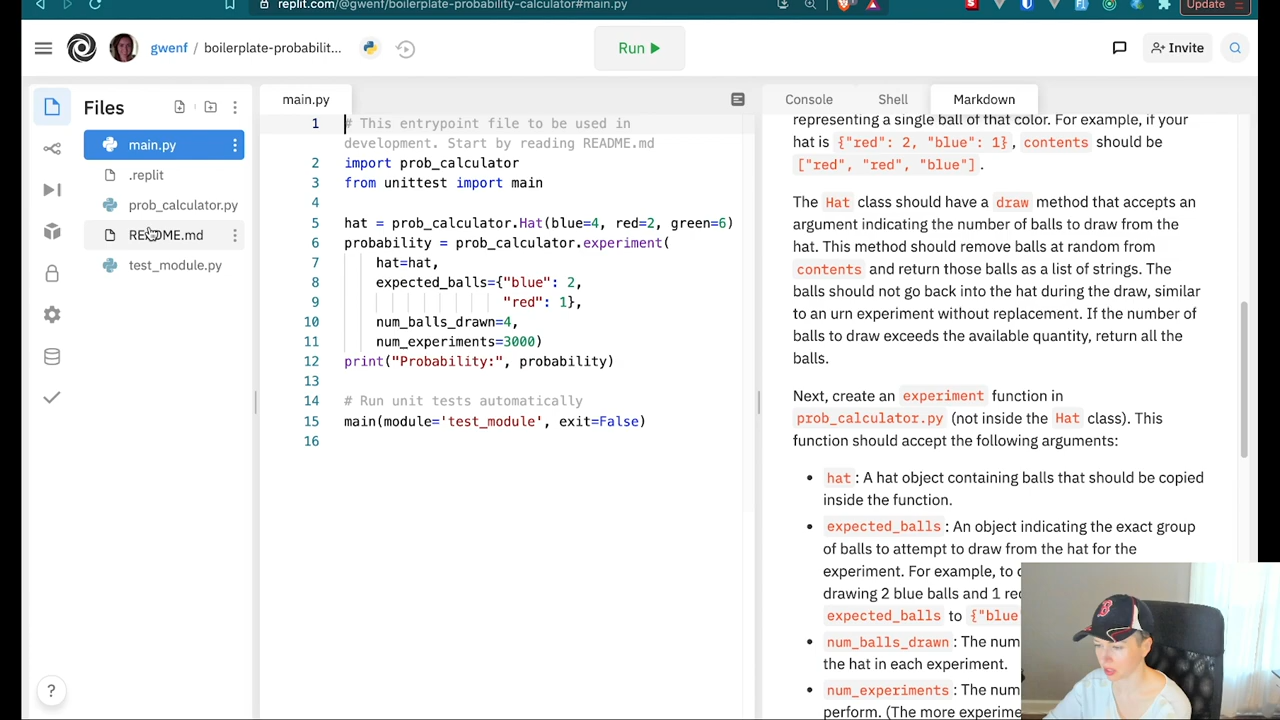 replit.com/@gwenf/boilerplate-probability-calculator#main.py
Update
gwenf / boilerplate-probabilit...
Run
Invite
Files
main.py
.replit
prob_calculator.py
README.md
test_module.py
?
main.py
1 # This entrypoint file to be used in
development. Start by reading README.md
2 import prob_calculator
3 from unittest import main
4
5 hat = prob_calculator.Hat(blue=4, red=2, green=6)
6 probability = prob_calculator.experiment(
7 hat=hat,
8 expected_balls={"blue": 2,
9 "red": 1},
10 num_balls_drawn=4,
11 num_experiments=3000)
12 print("Probability:", probability)
13
14 # Run unit tests automatically
15 main(module='test_module', exit=False)
16
Console Shell Markdown
representing a single ball of that color. For example, if your
hat is {"red": 2, "blue": 1}, contents should be
["red", "red", "blue"].
The Hat class should have a draw method that accepts an
argument indicating the number of balls to draw from the
hat. This method should remove balls at random from
contents and return those balls as a list of strings. The
balls should not go back into the hat during the draw, similar
to an urn experiment without replacement. If the number of
balls to draw exceeds the available quantity, return all the
balls.
Next, create an experiment function in
prob_calculator.py (not inside the Hat class). This
function should accept the following arguments:
• hat: A hat object containing balls that should be copied
inside the function.
• expected_balls: An object indicating the exact group
of balls to attempt to draw from the hat for the
experiment. For example, to
drawing 2 blue balls and 1
expected_balls to {"blue
• num_balls_drawn: The
the hat in each experiment.
• num_experiments: The
perform. (The more